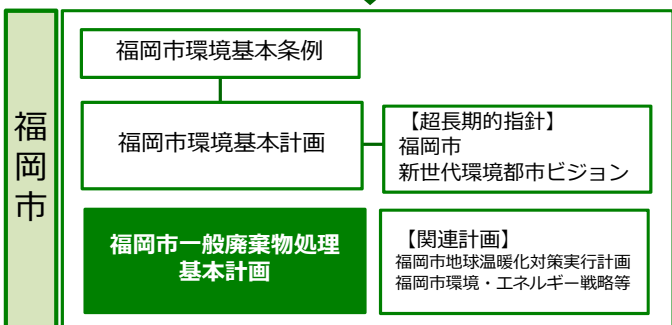 福岡市
福岡市環境基本条例
福岡市環境基本計画
【超長期的指針】
福岡市
新世代環境都市ビジョン
福岡市一般廃棄物処理
基本計画
【関連計画】
福岡市地球温暖化対策実行計画
福岡市環境・エネルギー戦略等